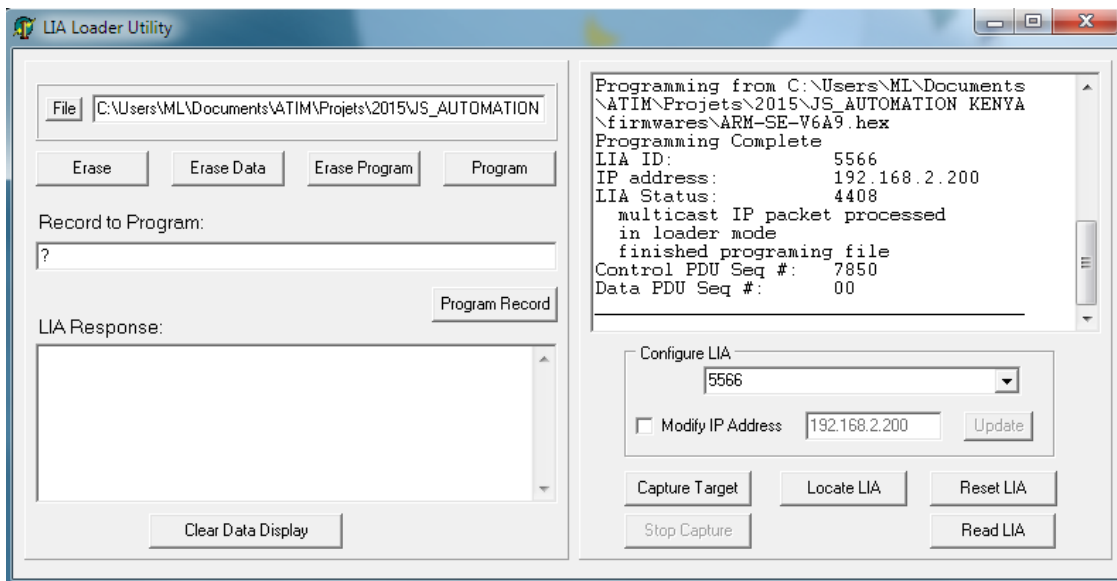 LIA Loader Utility
File C:\Users\ML\Documents\ATIM\Projets\2015\JS_AUTOMATION
Erase Erase Data Erase Program Program
Record to Program:
?
Program Record
LIA Response:
Clear Data Display
Programming from C:\Users\ML\Documents
\ATIM\Projets\2015\JS_AUTOMATION KENYA
\firmwares\ARM-SE-V6A9.hex
Programming Complete
LIA ID: 5566
IP address: 192.168.2.200
LIA Status: 4408
multicast IP packet processed
in loader mode
finished programing file
Control PDU Seq #: 7850
Data PDU Seq #: 00
Configure LIA
5566
Modify IP Address 192.168.2.200 Update
Capture Target Locate LIA Reset LIA
Stop Capture Read LIA